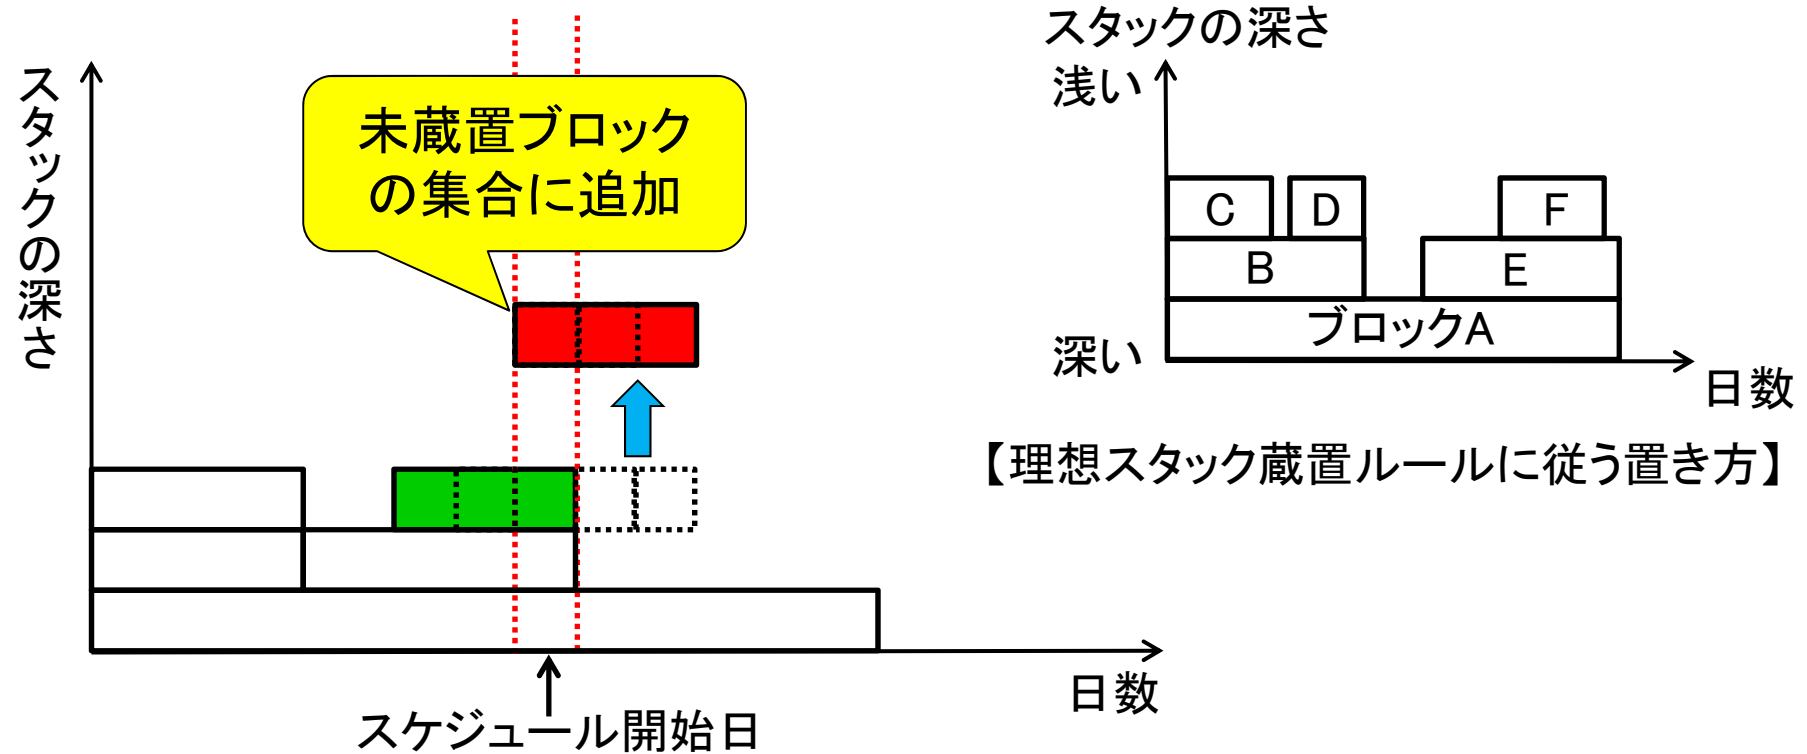 スタックの深さ
未蔵置ブロック
の集合に追加
日数
スケジュール開始日
スタックの深さ
浅い
C
D
F
B
E
ブロックA
深い
日数
【理想スタック蔵置ルールに従う置き方】